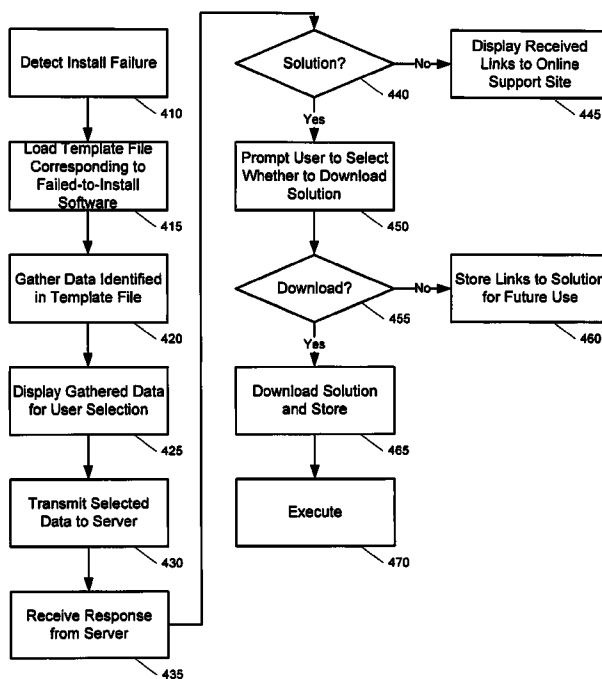 Detect Install Failure
410
Load Template File
Corresponding to
Failed-to-Install
Software
415
Gather Data Identified
in Template File
420
Display Gathered Data
for User Selection
425
Transmit Selected
Data to Server
430
Receive Response
from Server
435
Solution?
440
No
Display Received
Links to Online
Support Site
445
Yes
Prompt User to Select
Whether to Download
Solution
450
Download?
455
No
Store Links to Solution
for Future Use
460
Yes
Download Solution
and Store
465
Execute
470